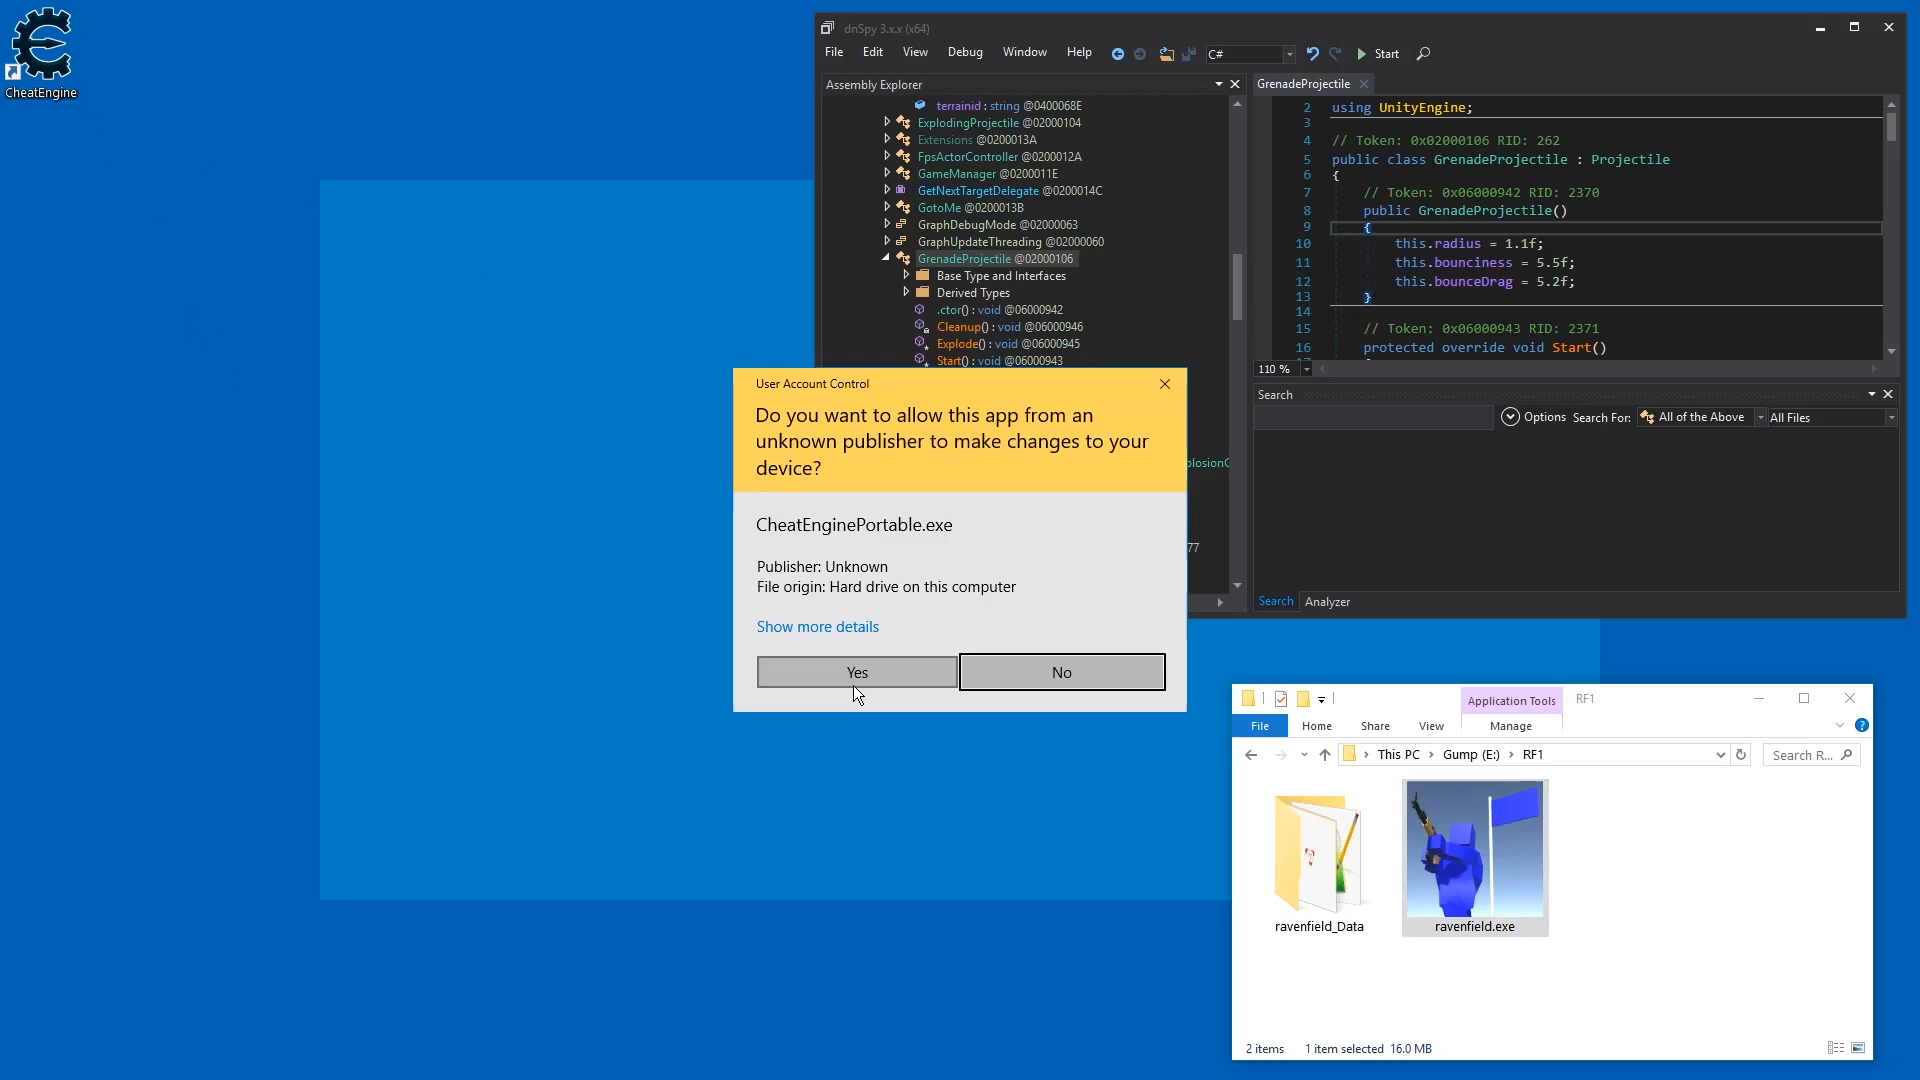 CheatEngine
dnSpy 3.x.x (x64)
File Edit View Debug Window Help C# Start
Assembly Explorer
terrainid : string @0400068E
ExplodingProjectile @02000104
Extensions @0200013A
FpsActorController @0200012A
GameManager @0200011E
GetNextTargetDelegate @0200014C
GotoMe @0200013B
GraphDebugMode @02000063
GraphUpdateThreading @02000060
GrenadeProjectile @02000106
Base Type and Interfaces
Derived Types
.ctor() : void @06000942
Cleanup() : void @06000946
Explode() : void @06000945
Start() : void @06000943
plosionC
77
GrenadeProjectile
2 using UnityEngine;
3
4 // Token: 0x02000106 RID: 262
5 public class GrenadeProjectile : Projectile
6 {
7 // Token: 0x06000942 RID: 2370
8 public GrenadeProjectile()
9 {
10 this.radius = 1.1f;
11 this.bounciness = 5.5f;
12 this.bounceDrag = 5.2f;
13 }
14
15 // Token: 0x06000943 RID: 2371
16 protected override void Start()
110 %
Search
Options Search For: All of the Above All Files
Search Analyzer
User Account Control
Do you want to allow this app from an
unknown publisher to make changes to your
device?
CheatEnginePortable.exe
Publisher: Unknown
File origin: Hard drive on this computer
Show more details
Yes No
Application Tools RF1
File Home Share View Manage
This PC Gump (E:) RF1 Search R...
ravenfield_Data ravenfield.exe
2 items 1 item selected 16.0 MB